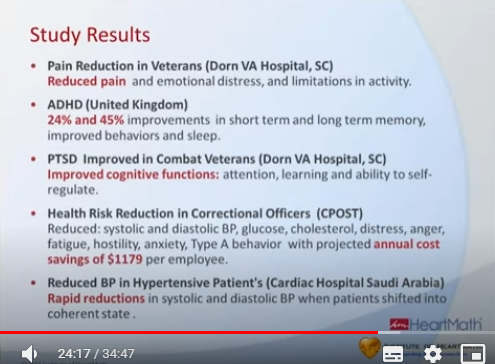 Study Results
• Pain Reduction in Veterans (Dorn VA Hospital, SC)
Reduced pain and emotional distress, and limitations in activity.
• ADHD (United Kingdom)
24% and 45% improvements in short term and long term memory,
improved behaviors and sleep.
• PTSD Improved in Combat Veterans (Dorn VA Hospital, SC)
Improved cognitive functions: attention, learning and ability to self-
regulate.
• Health Risk Reduction in Correctional Officers (CPOST)
Reduced: systolic and diastolic BP, glucose, cholesterol, distress, anger,
fatigue, hostility, anxiety, Type A behavior with projected annual cost
savings of $1179 per employee.
• Reduced BP in Hypertensive Patient's (Cardiac Hospital Saudi Arabia)
Rapid reductions in systolic and diastolic BP when patients shifted into
coherent state .
HeartMath
24:17 / 34:47